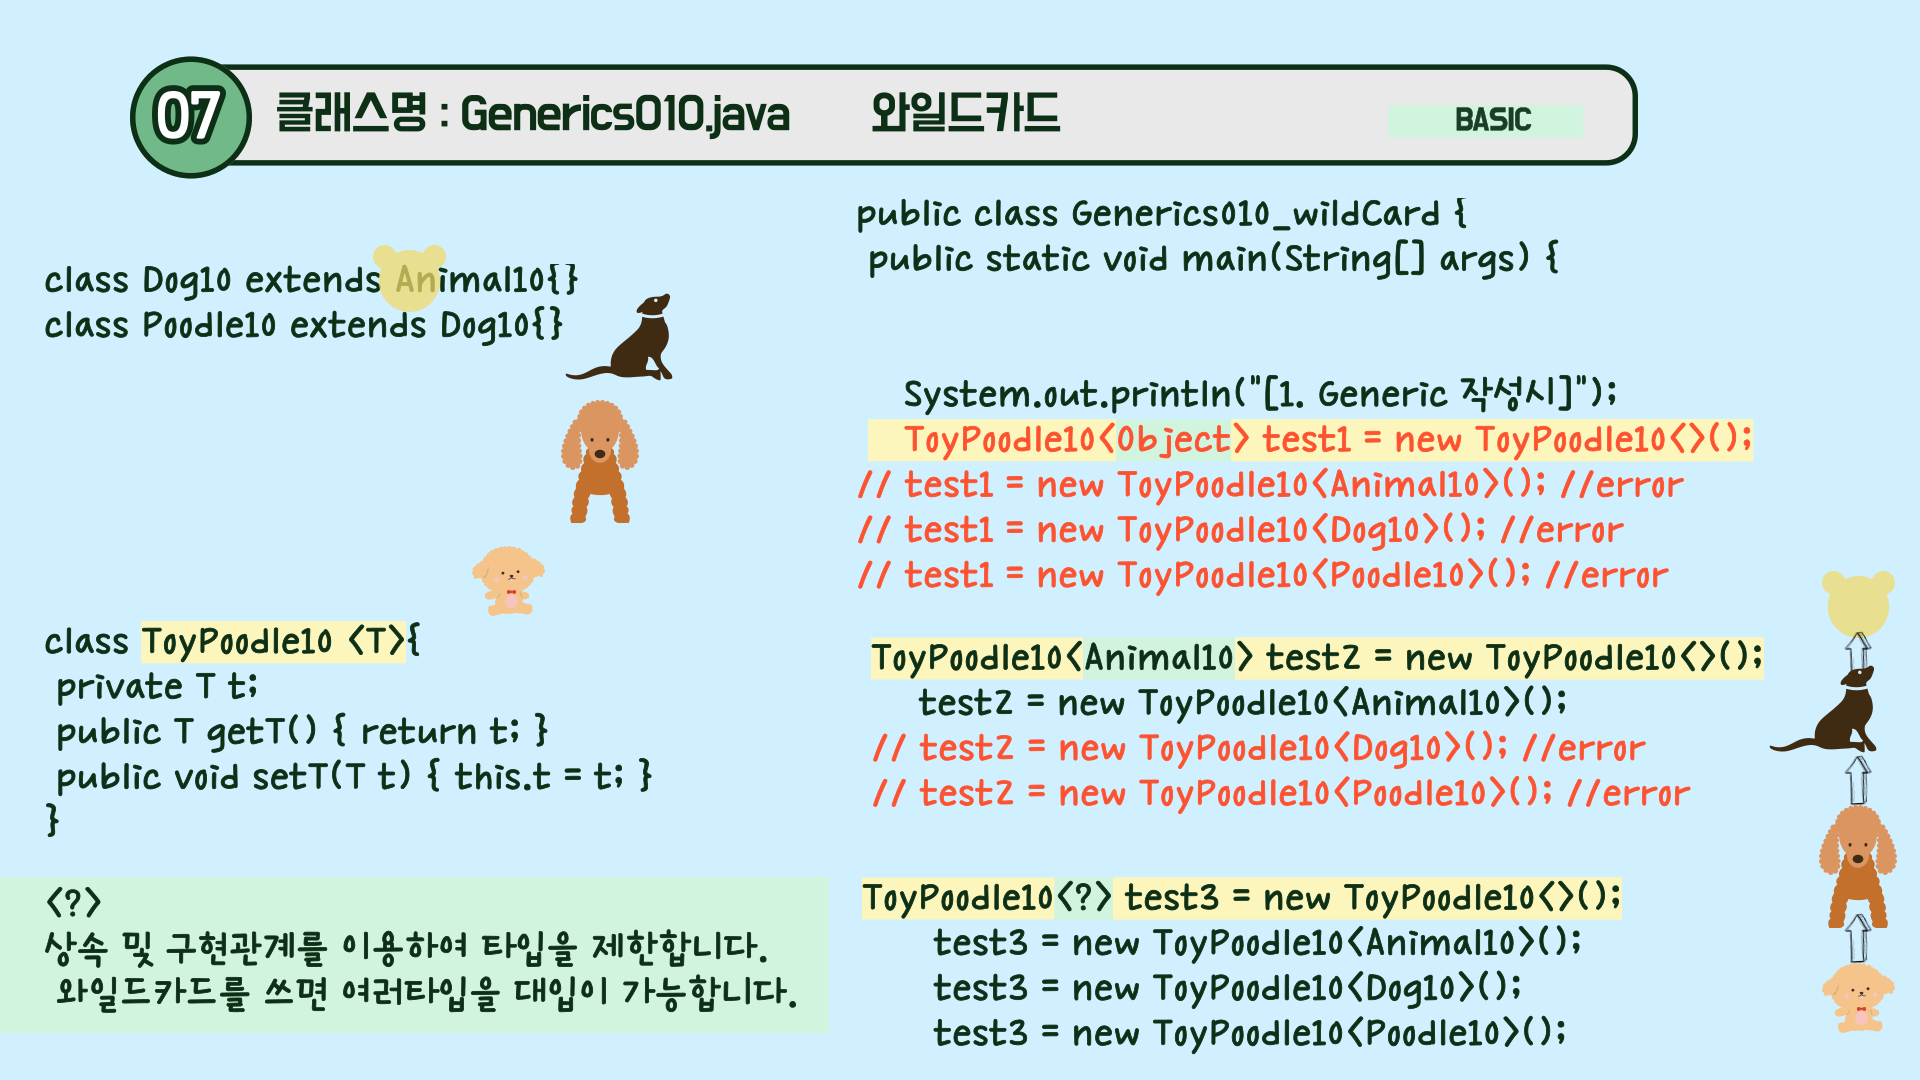 07
클래스명 : Generics010.java 와일드카드
BASIC
class Dog10 extends Animal10{}
class Poodle10 extends Dog10{}
class ToyPoodle10 <T>{
private T t;
public T getT() { return t; }
public void setT(T t) { this.t = t; }
}
<?>
상속 및 구현관계를 이용하여 타입을 제한합니다.
와일드카드를 쓰면 여러타입을 대입이 가능합니다.
public class Generics010_wildCard {
public static void main(String[] args) {
System.out.println("[1. Generic 작성시]");
ToyPoodle10<Object> test1 = new ToyPoodle10<>();
// test1 = new ToyPoodle10<Animal10>(); //error
// test1 = new ToyPoodle10<Dog10>(); //error
// test1 = new ToyPoodle10<Poodle10>(); //error
ToyPoodle10<Animal10> test2 = new ToyPoodle10<>();
test2 = new ToyPoodle10<Animal10>();
// test2 = new ToyPoodle10<Dog10>(); //error
// test2 = new ToyPoodle10<Poodle10>(); //error
ToyPoodle10<?> test3 = new ToyPoodle10<>();
test3 = new ToyPoodle10<Animal10>();
test3 = new ToyPoodle10<Dog10>();
test3 = new ToyPoodle10<Poodle10>();